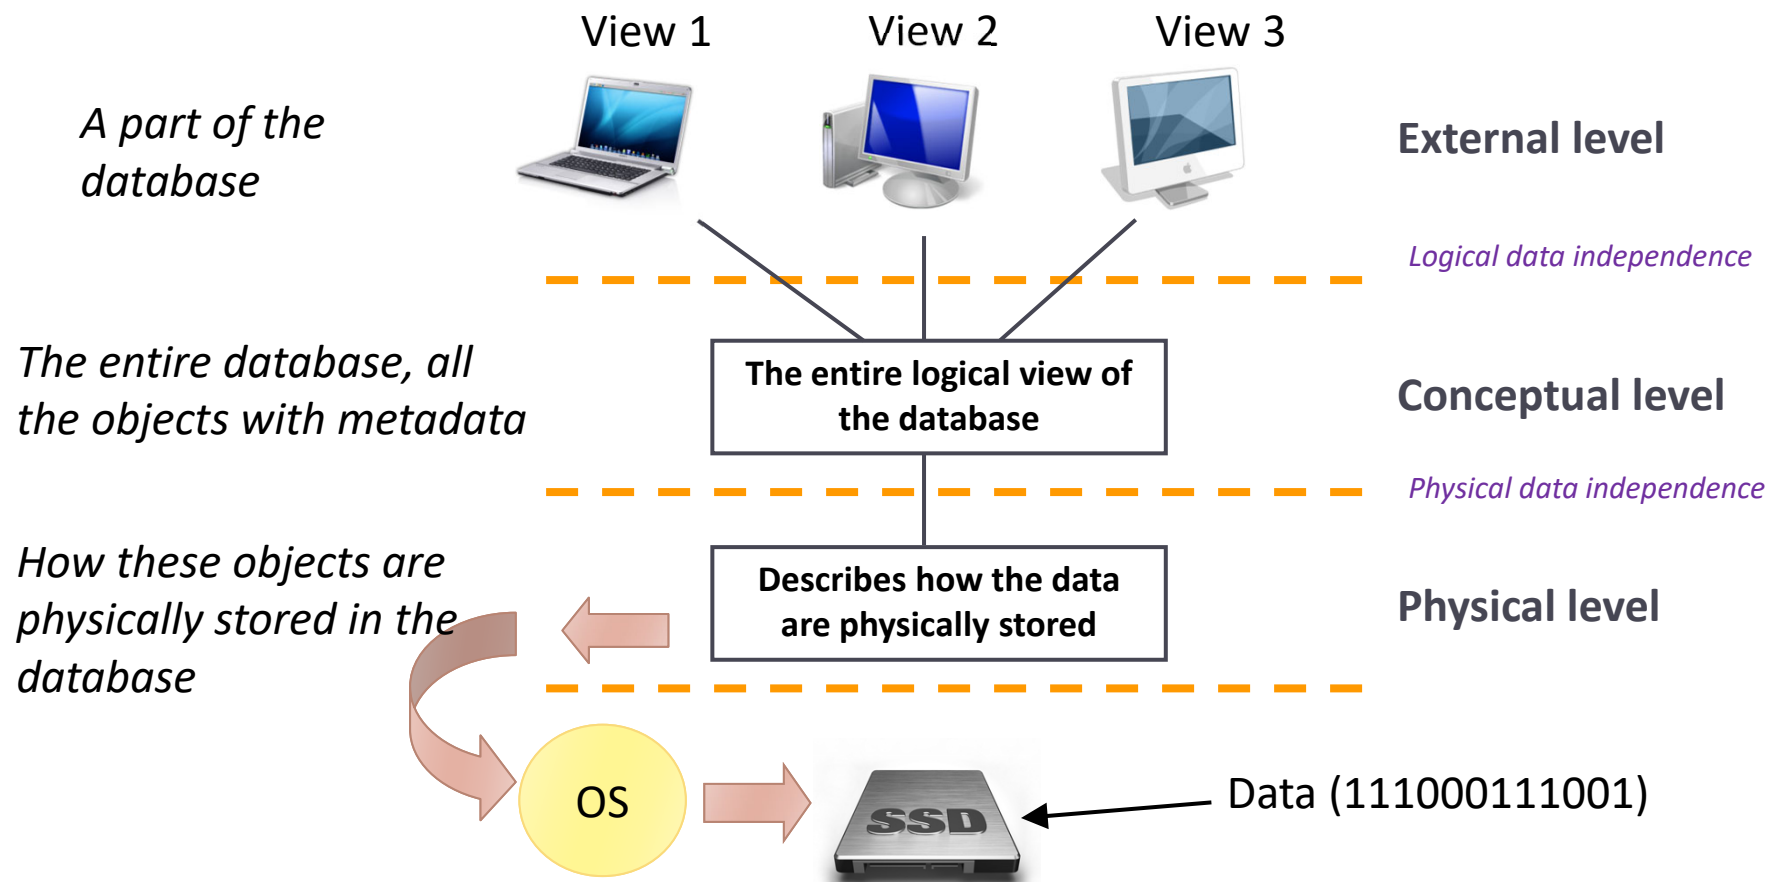 View 1
View 2
View 3
A part of the
database
External level
Logical data independence
The entire database, all
the objects with metadata
The entire logical view of
the database
Conceptual level
Physical data independence
How these objects are
physically stored in the
database
Describes how the data
are physically stored
Physical level
OS
SSD
Data (111000111001)